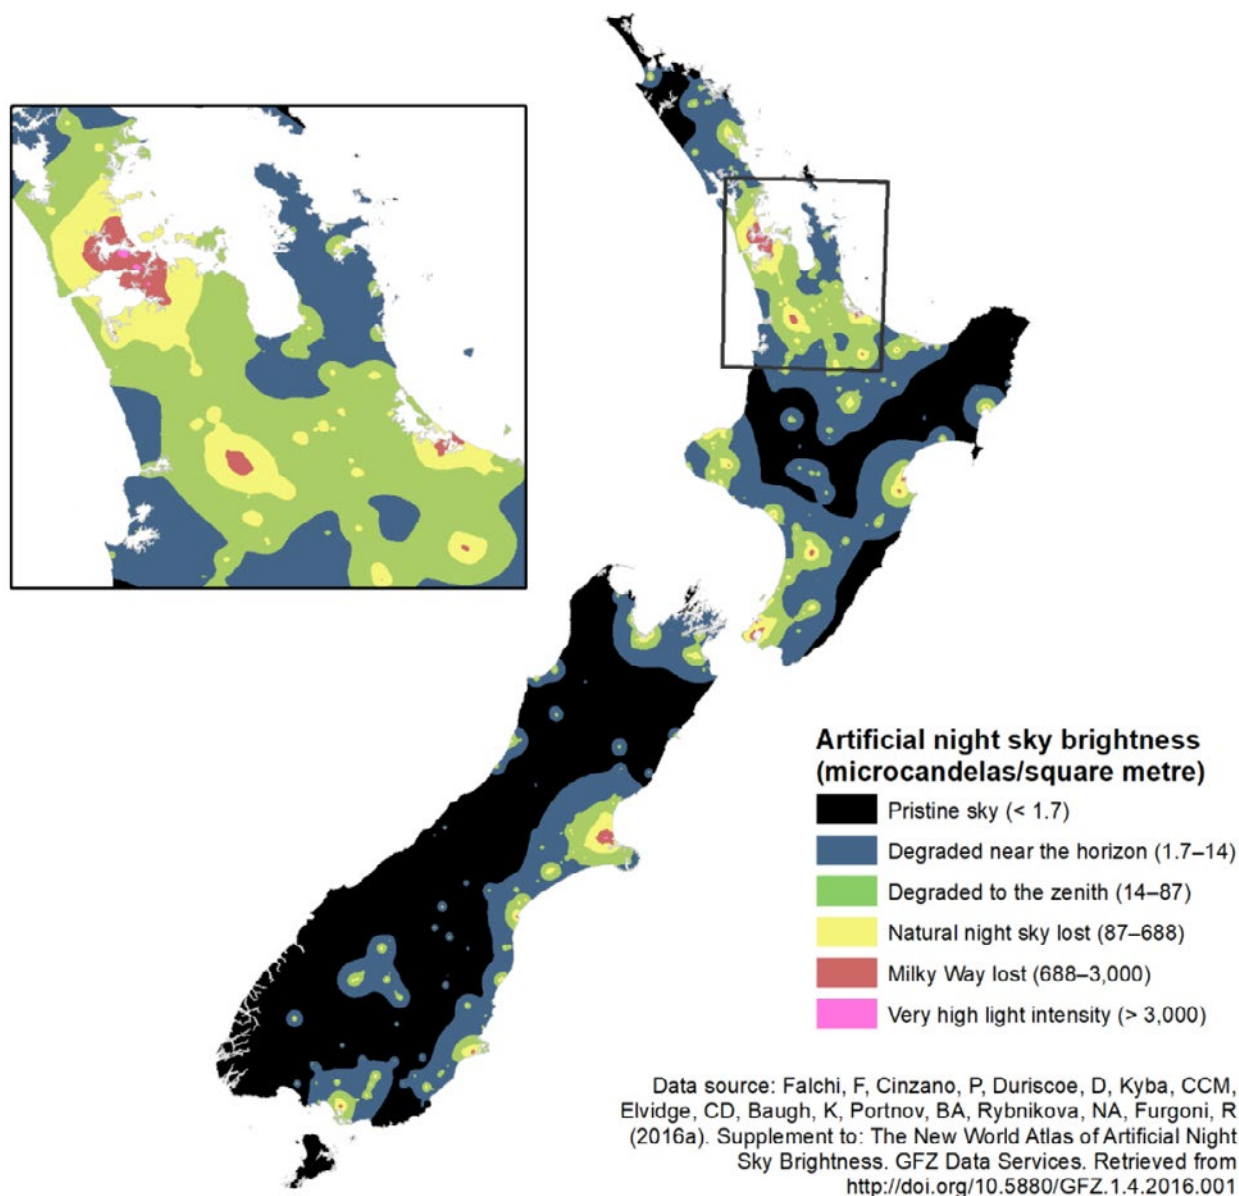 Artificial night sky brightness
(microcandelas/square metre)
Pristine sky (< 1.7)
Degraded near the horizon (1.7–14)
Degraded to the zenith (14–87)
Natural night sky lost (87–688)
Milky Way lost (688–3,000)
Very high light intensity (> 3,000)
Data source: Falchi, F, Cinzano, P, Duriscoe, D, Kyba, CCM,
Elvidge, CD, Baugh, K, Portnov, BA, Rybnikova, NA, Furgoni, R
(2016a). Supplement to: The New World Atlas of Artificial Night
Sky Brightness. GFZ Data Services. Retrieved from
http://doi.org/10.5880/GFZ.1.4.2016.001